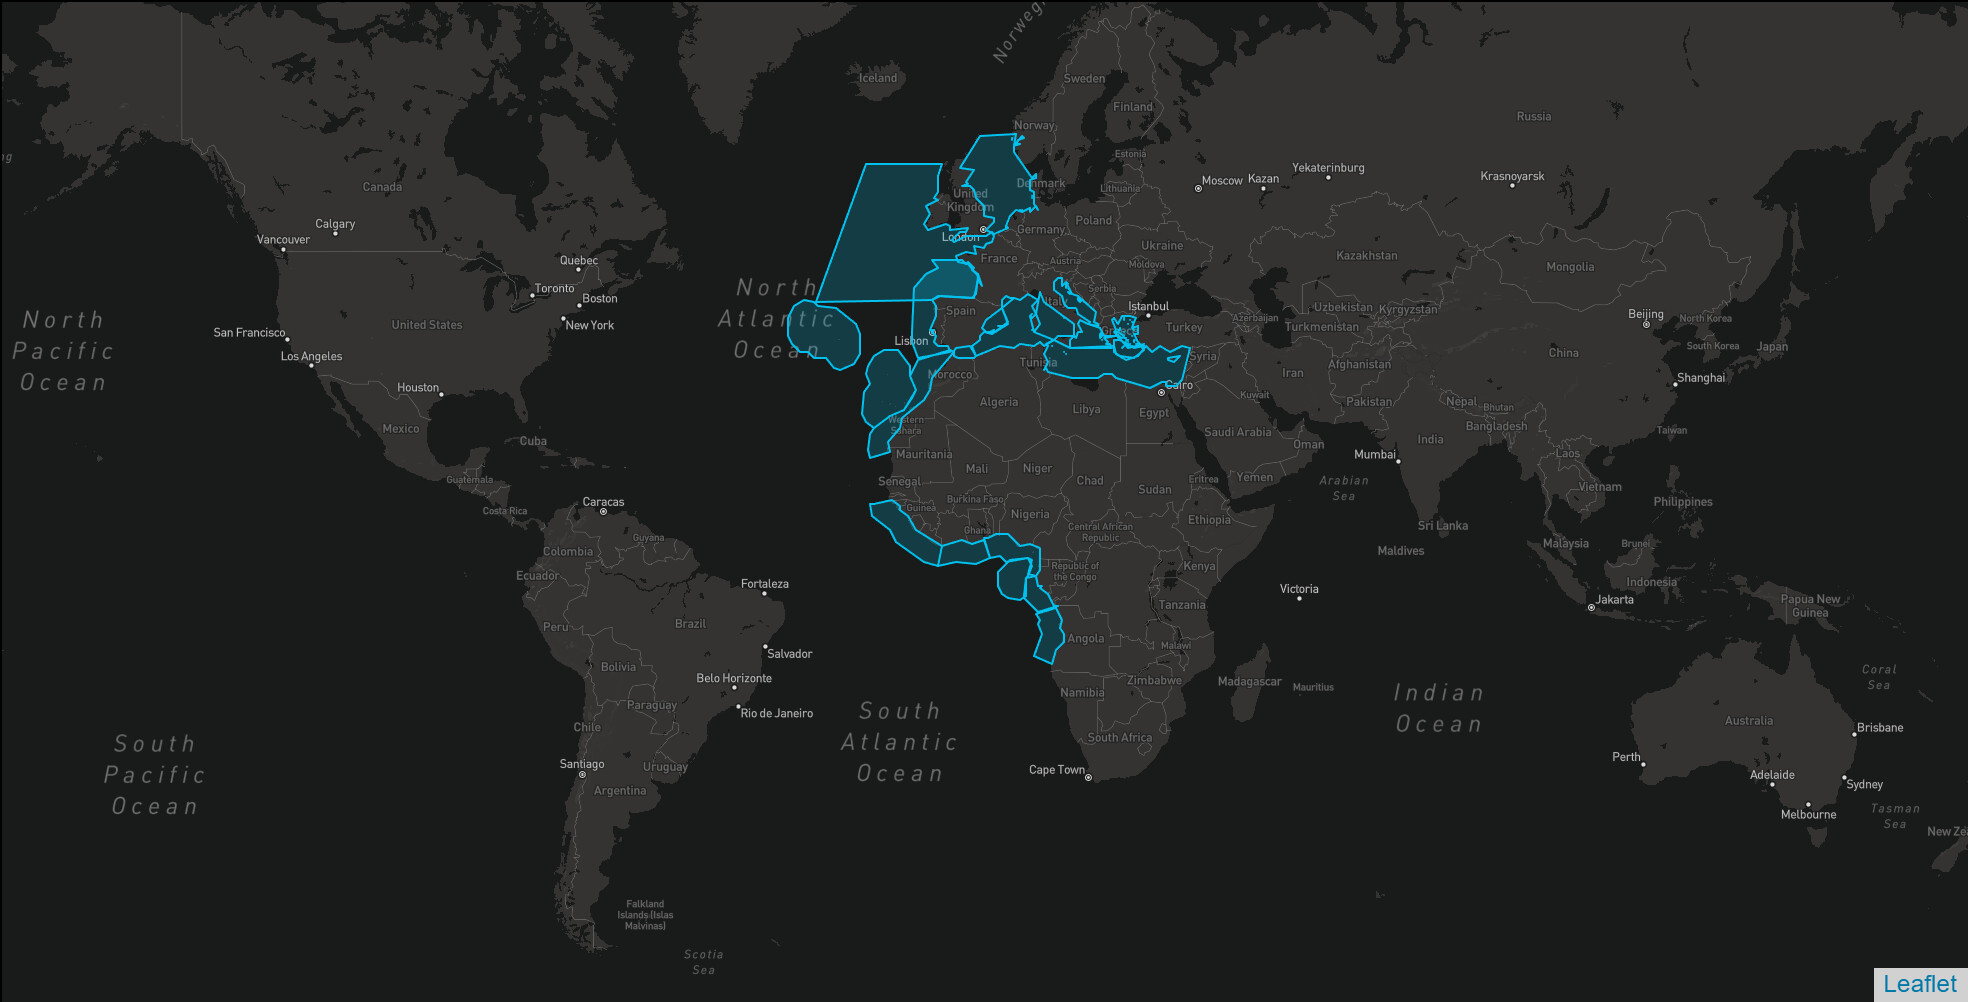 Norweg
Iceland
Sweden
Finland
Norway
Russia
Estonia
ng
Yekaterinburg
Moscow
Kazan
Krasnoyarsk
Canada
Denmark
Lithuania
United
Kingdom
Calgary
Poland
Vancouver
London
Germany
Ukraine
Quebec
France
Austria
Moldova
Kazakhstan
Mongolia
Toronto
Boston
North
Atlantic
Ocean
Serbia
Italy
Istanbul
Uzbekistan
Kyrgyzstan
North
Pacific
Ocean
San Francisco
United States
New York
Spain
Lisbon
Greece
Turkey
Azerbaijan
Turkmenistan
Beijing
North Korea
South Korea
Japan
Los Angeles
Tunisia
Syria
China
Morocco
Iran
Afghanistan
Houston
Cairo
Shanghai
Algeria
Libya
Egypt
Kuwait
Pakistan
Nepal
Bhutan
Mexico
Western
Sahara
Saudi Arabia
Oman
India
Bangladesh
Taiwan
Cuba
Mauritania
Mumbai
Laos
Guatemala
Mali
Niger
Chad
Sudan
Eritrea
Yemen
Arabian
Sea
Senegal
Vietnam
Philippines
Caracas
Costa Rica
Guinea
Burkina Faso
Nigeria
Ethiopia
Sri Lanka
Ghana
Central African
Republic
Guyana
Colombia
Maldives
Malaysia
Brunei
Ecuador
Fortaleza
Republic of
the Congo
Kenya
Victoria
Indonesia
Jakarta
Papua New
Guinea
Peru
Brazil
Tanzania
Salvador
Angola
Malawi
Bolivia
Belo Horizonte
Zimbabwe
Madagascar
Mauritius
Coral
Sea
Namibia
Indian
Ocean
Paraguay
Rio de Janeiro
South
Atlantic
Ocean
Chile
South Africa
Australia
Brisbane
South
Pacific
Ocean
Santiago
Uruguay
Cape Town
Perth
Adelaide
Sydney
Argentina
Melbourne
Tasman
Sea
New Zea
Falkland
Islands (Islas
Malvinas)
Scotia
Sea
Leaflet